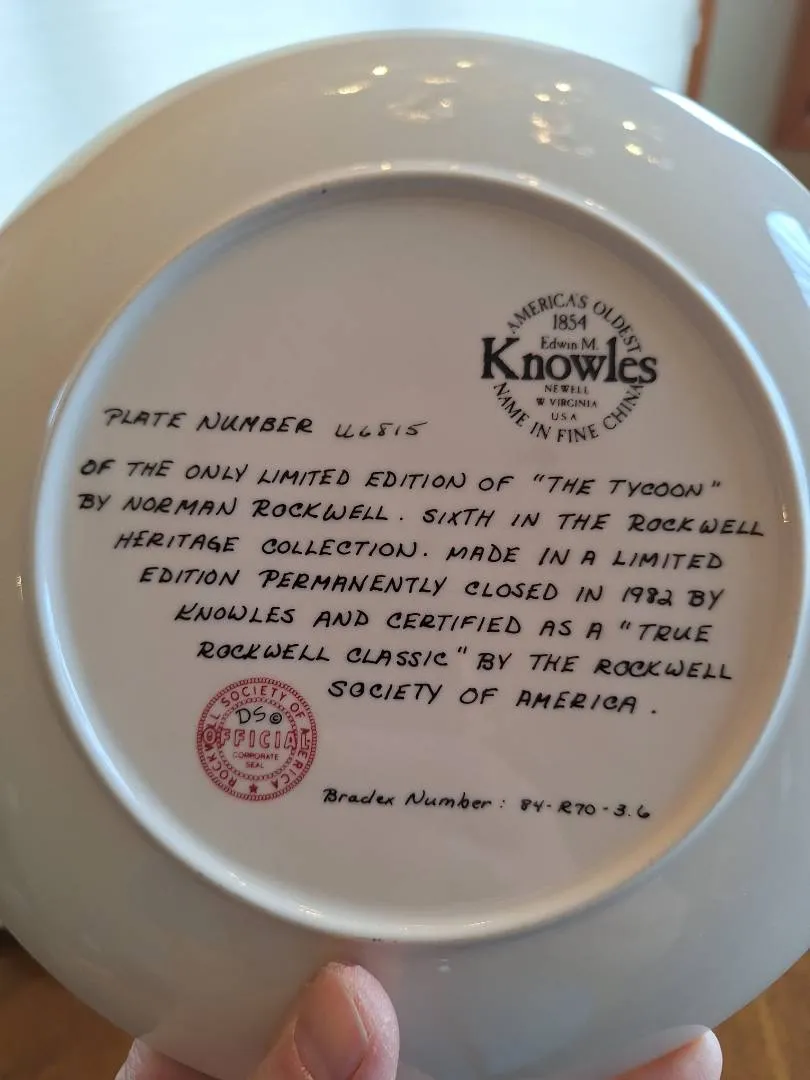 AMERICA'S OLDEST
1854
Edwin M.
Knowles
NEWELL
W VIRGINIA
USA
NAME IN FINE CHINA
PLATE NUMBER
OF THE ONLY LIMITED EDITION OF "THE TYCOON"
BY NORMAN ROCKWELL. SIXTH IN THE ROCKWELL
HERITAGE COLLECTION. MADE IN A LIMITED
EDITION PERMANENTLY CLOSED IN 1982 BY
KNOWLES AND CERTIFIED AS A "TRUE
ROCKWELL CLASSIC" BY THE ROCKWELL
SOCIETY OF AMERICA.
ROCKWELL SOCIETY OF AMERICA
DS©
OFFICIAL
CORPORATE
SEAL
Bradex Number: 84-R70-3.6